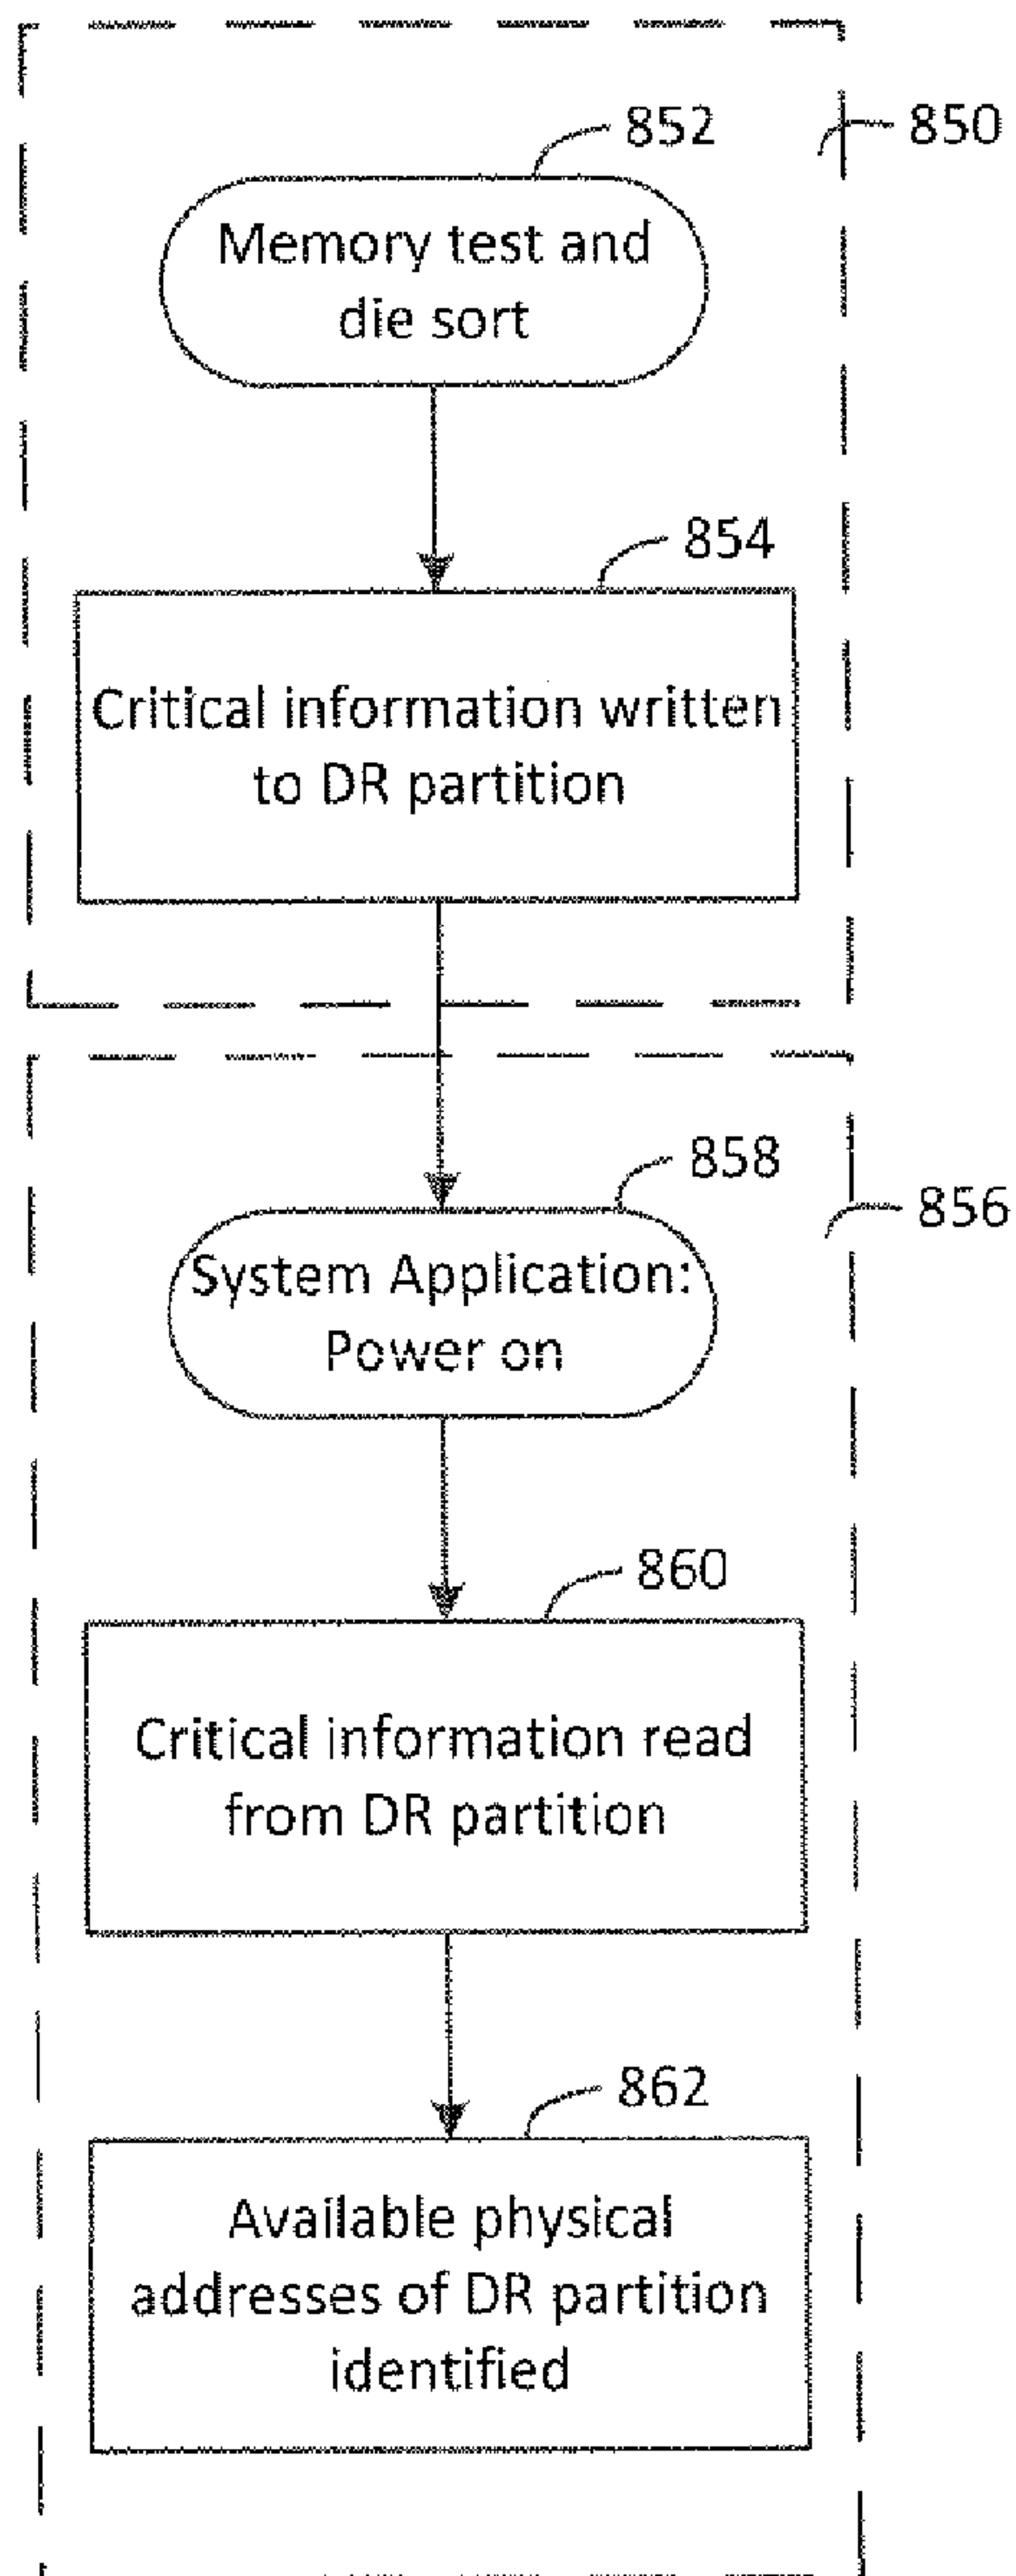 852
850
Memory test and
die sort
854
Critical information written
to DR partition
858
856
System Application:
Power on
860
Critical information read
from DR partition
862
Available physical
addresses of DR partition
identified